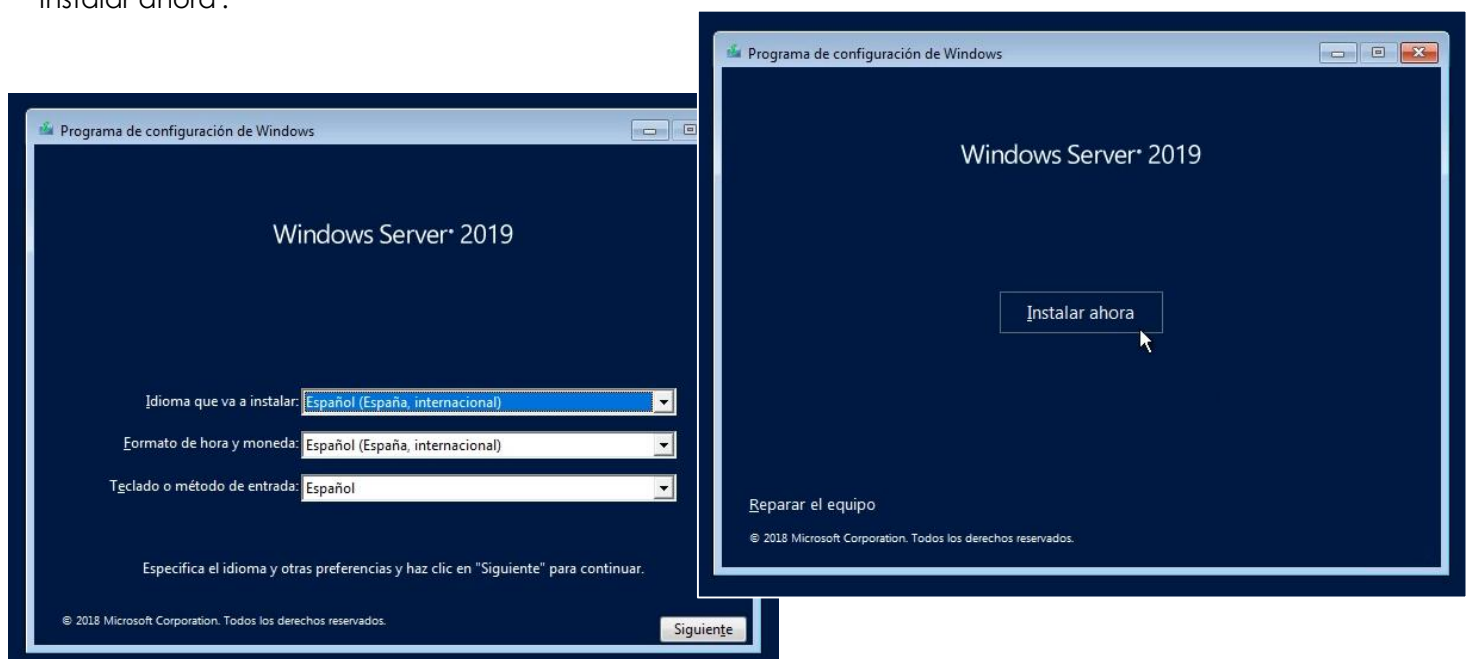 Instalar ahora .
Programa de configuración de Windows
Windows Server® 2019
Idioma que va a instalar: Español (España, internacional)
Formato de hora y moneda: Español (España, internacional)
Teclado o método de entrada: Español
Especifica el idioma y otras preferencias y haz clic en "Siguiente" para continuar.
© 2018 Microsoft Corporation. Todos los derechos reservados.
Siguiente
Programa de configuración de Windows
Windows Server® 2019
Instalar ahora
Reparar el equipo
© 2018 Microsoft Corporation. Todos los derechos reservados.